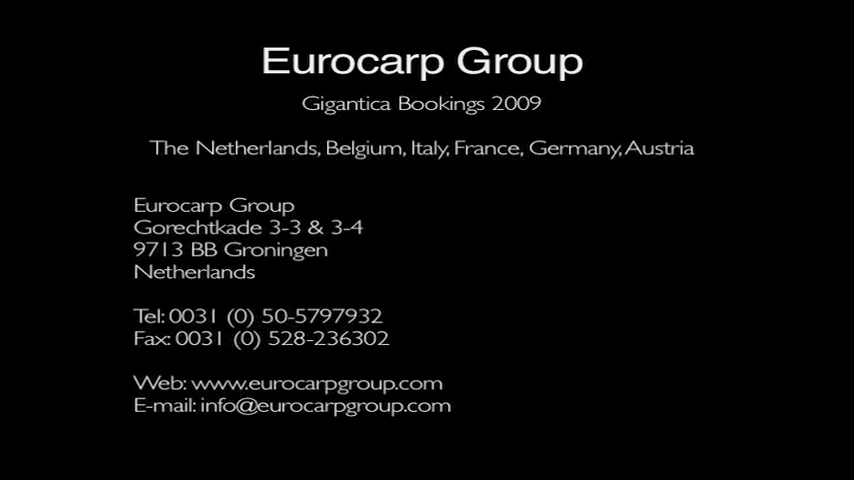 Eurocarp Group
Gigantica Bookings 2009
The Netherlands, Belgium, Italy, France, Germany, Austria
Eurocarp Group
Gorechtkade 3-3 & 3-4
9713 BB Groningen
Netherlands
Tel: 0031 (0) 50-5797932
Fax: 0031 (0) 528-236302
Web: www.eurocarpgroup.com
E-mail: info@eurocarpgroup.com